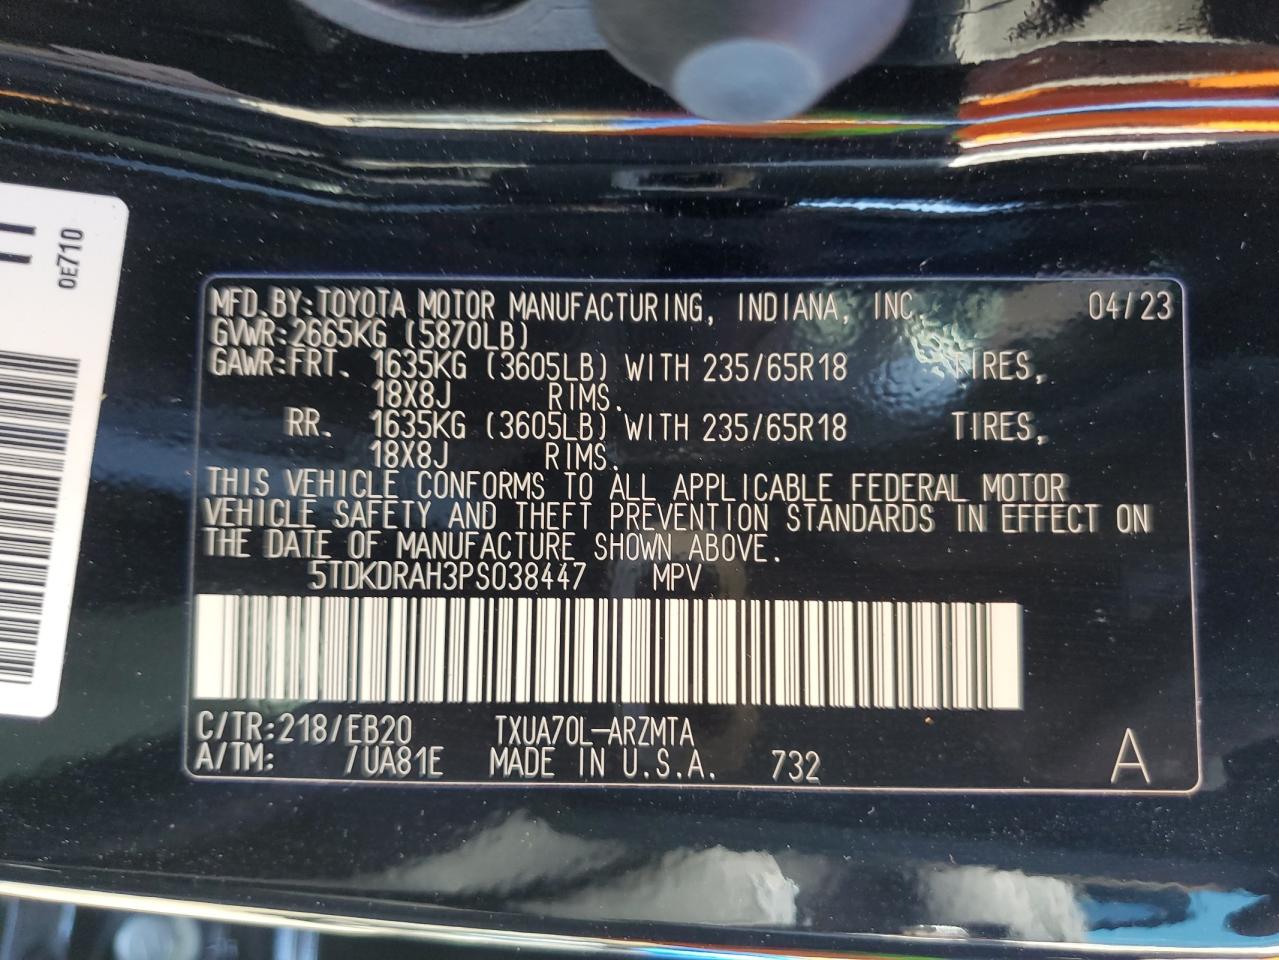 0E710
MFD.BY:TOYOTA MOTOR MANUFACTURING, INDIANA, INC. 04/23
GVWR:2665KG (5870LB)
GAWR:FRT. 1635KG (3605LB) WITH 235/65R18 TIRES,
18X8J RIMS.
RR. 1635KG (3605LB) WITH 235/65R18 TIRES,
18X8J RIMS.
THIS VEHICLE CONFORMS TO ALL APPLICABLE FEDERAL MOTOR
VEHICLE SAFETY AND THEFT PREVENTION STANDARDS IN EFFECT ON
THE DATE OF MANUFACTURE SHOWN ABOVE.
5TDKDRAH3PS038447 MPV
C/TR:218/EB20 TXUA70L-ARZMTA
A/TM: /UA81E MADE IN U.S.A. 732 A